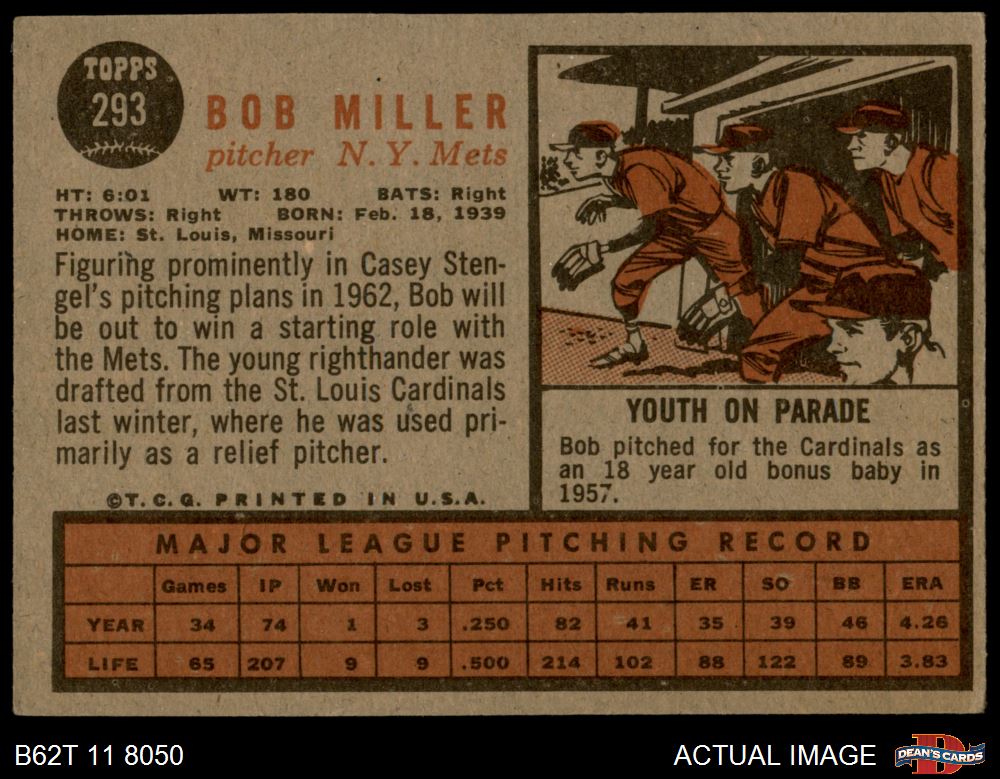 TOPPS
293
BOB MILLER
pitcher N. Y. Mets
HT: 6:01 WT: 180 BATS: Right
THROWS: Right BORN: Feb. 18, 1939
HOME: St. Louis, Missouri
Figuring prominently in Casey Sten-
gel's pitching plans in 1962, Bob will
be out to win a starting role with
the Mets. The young righthander was
drafted from the St. Louis Cardinals
last winter, where he was used pri-
marily as a relief pitcher.
©T. C. G. PRINTED IN U.S.A.
YOUTH ON PARADE
Bob pitched for the Cardinals as
an 18 year old bonus baby in
1957.
MAJOR LEAGUE PITCHING RECORD
Games IP Won Lost Pct Hits Runs ER SO BB ERA
YEAR 34 74 1 3 .250 82 41 35 39 46 4.26
LIFE 65 207 9 9 .500 214 102 88 122 89 3.83
B62T 11 8050
ACTUAL IMAGE
D
DEAN'S CARDS